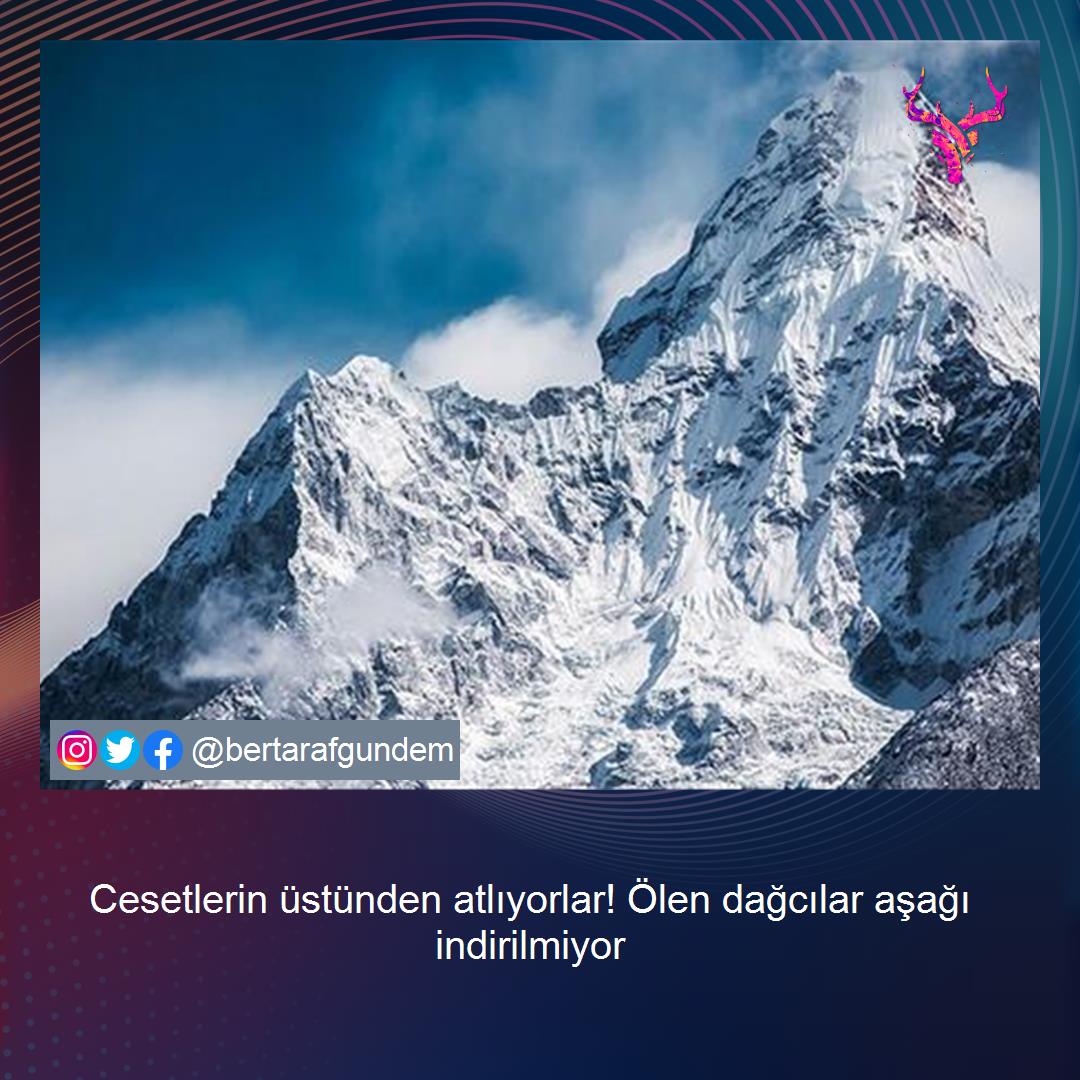 @bertarafgundem
Cesetlerin üstünden atlıyorlar! Ölen dağcılar aşağı
indirilmiyor